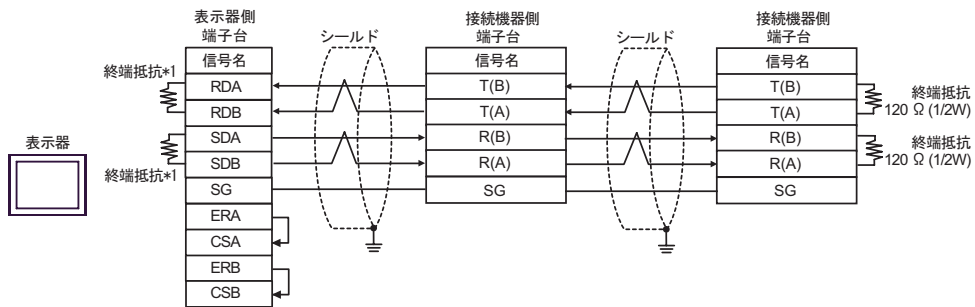 表示器
表示器側
端子台
信号名
RDA
RDB
SDA
SDB
SG
ERA
CSA
ERB
CSB
終端抵抗*1
終端抵抗*1
シールド
接続機器側
端子台
信号名
T(B)
T(A)
R(B)
R(A)
SG
シールド
接続機器側
端子台
信号名
T(B)
T(A)
R(B)
R(A)
SG
終端抵抗
120 Ω (1/2W)
終端抵抗
120 Ω (1/2W)